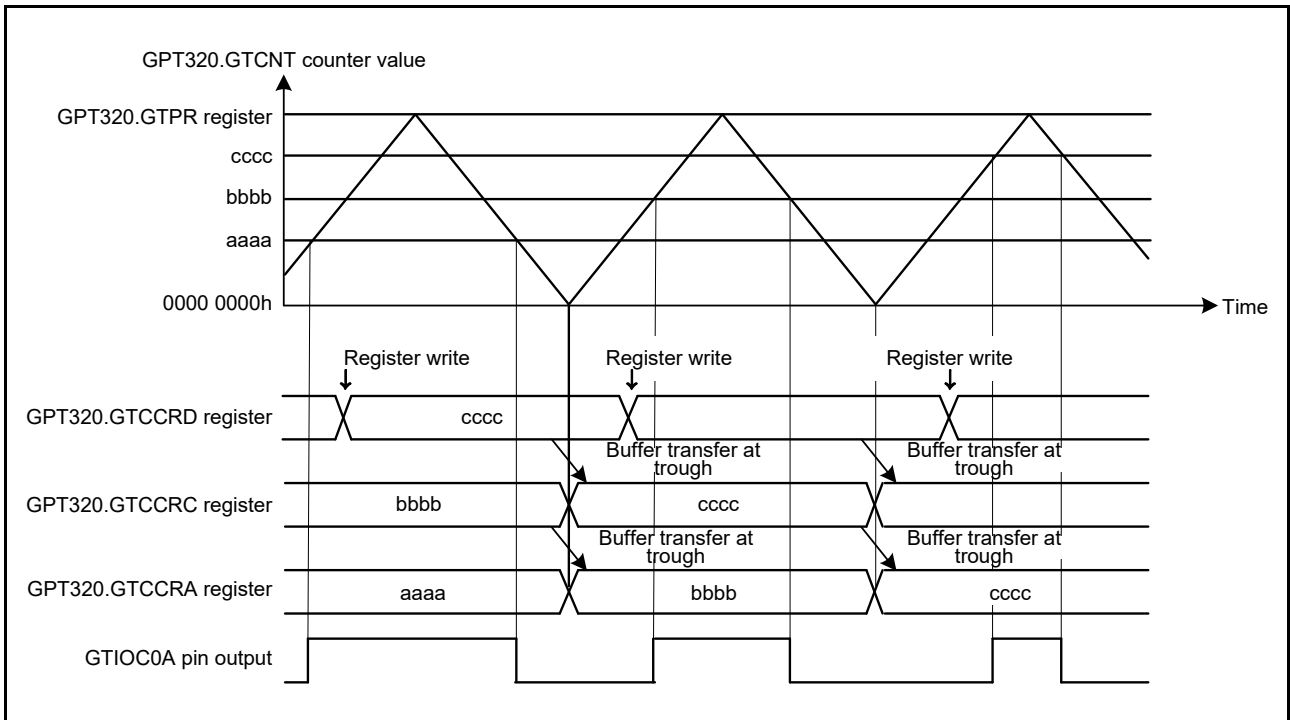 GPT320.GTCNT counter value
GPT320.GTPR register
cccc
bbbb
aaaa
0000 0000h
Time
Register write
Register write
Register write
GPT320.GTCCRD register
cccc
Buffer transfer at
trough
Buffer transfer at
trough
GPT320.GTCCRC register
bbbb
cccc
Buffer transfer at
trough
Buffer transfer at
trough
GPT320.GTCCRA register
aaaa
bbbb
cccc
GTIOC0A pin output